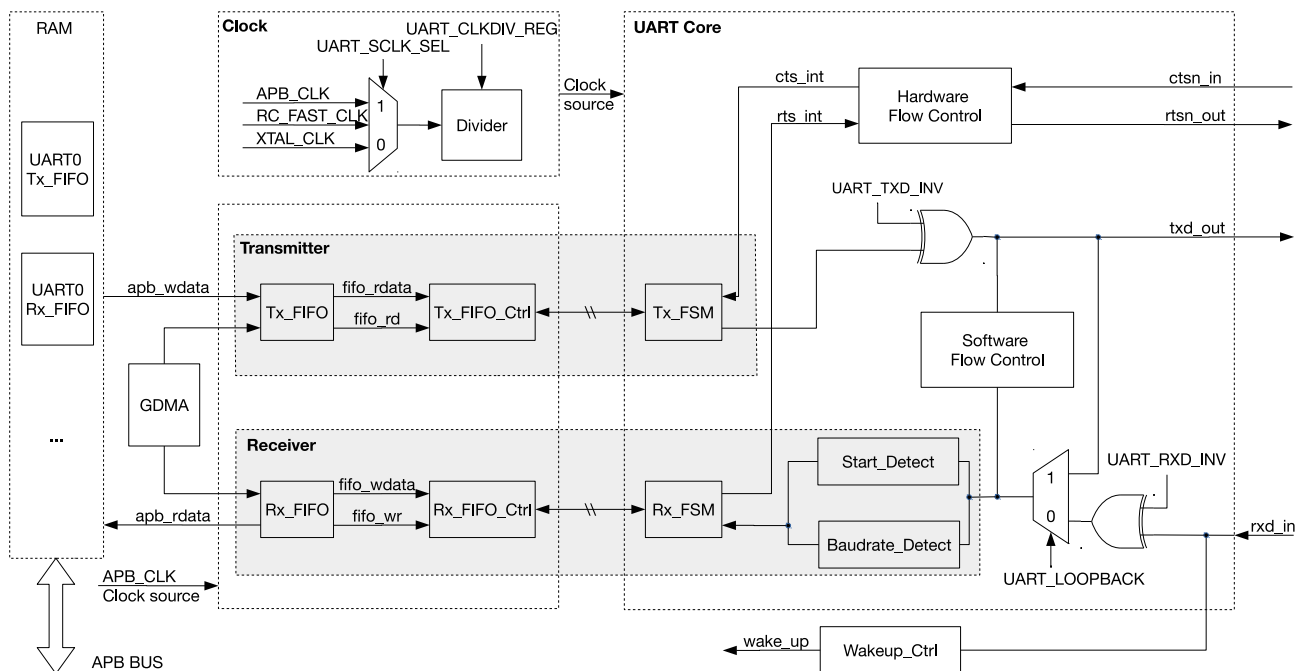 RAM
UART0
Tx_FIFO
UART0
Rx_FIFO
...
APB BUS
Clock
UART_CLKDIV_REG
UART_SCLK_SEL
APB_CLK
RC_FAST_CLK
XTAL_CLK
1
0
Divider
Clock
source
UART Core
cts_int
rts_int
Hardware
Flow Control
ctsn_in
rtsn_out
UART_TXD_INV
txd_out
Transmitter
apb_wdata
Tx_FIFO
fifo_rdata
fifo_rd
Tx_FIFO_Ctrl
\\
Tx_FSM
Software
Flow Control
GDMA
Receiver
apb_rdata
Rx_FIFO
fifo_wdata
fifo_wr
Rx_FIFO_Ctrl
\\
Rx_FSM
Start_Detect
Baudrate_Detect
1
0
UART_RXD_INV
rxd_in
UART_LOOPBACK
APB_CLK
Clock source
wake_up
Wakeup_Ctrl